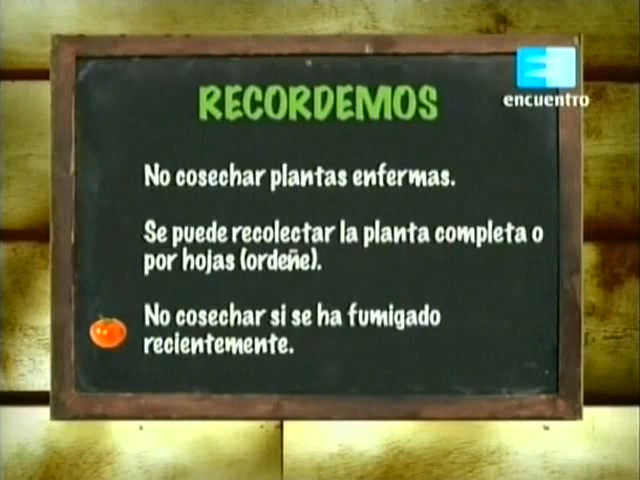 encuentro
RECORDEMOS
No cosechar plantas enfermas.
Se puede recolectar la planta completa o
por hojas (ordeñe).
No cosechar si se ha fumigado
recientemente.